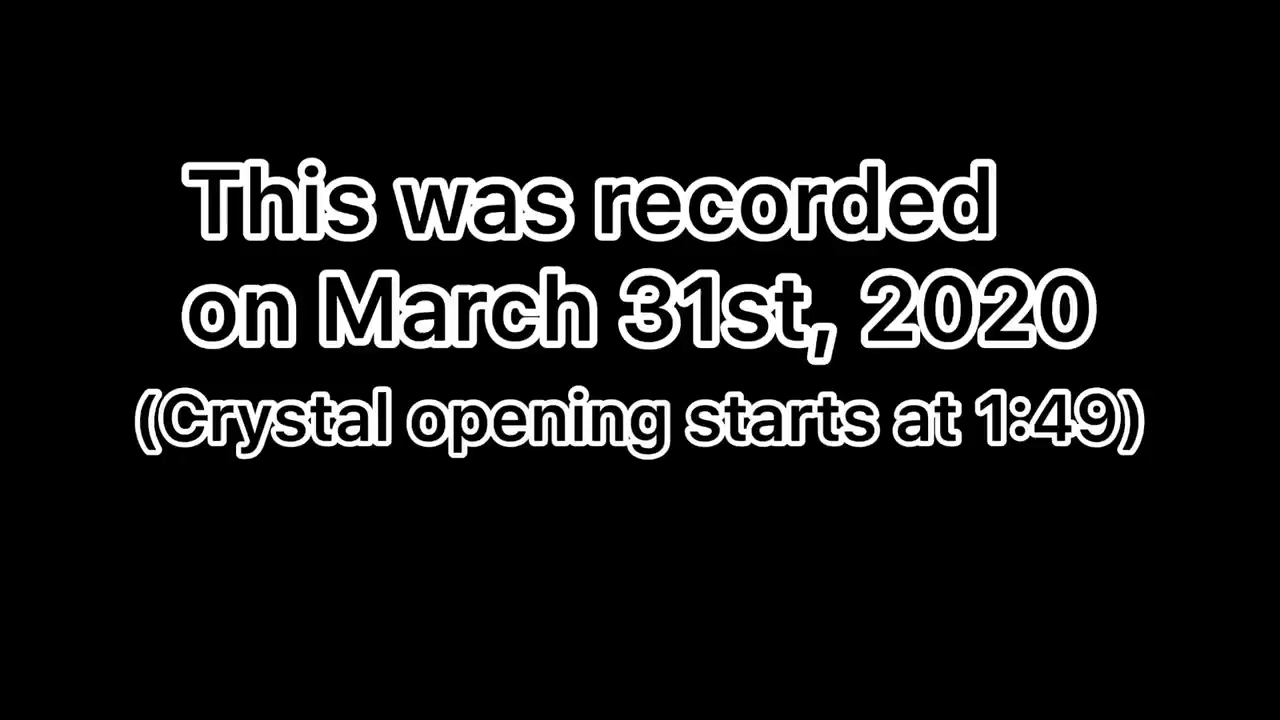 This was recorded
on March 31st, 2020
(Crystal opening starts at 1:49)